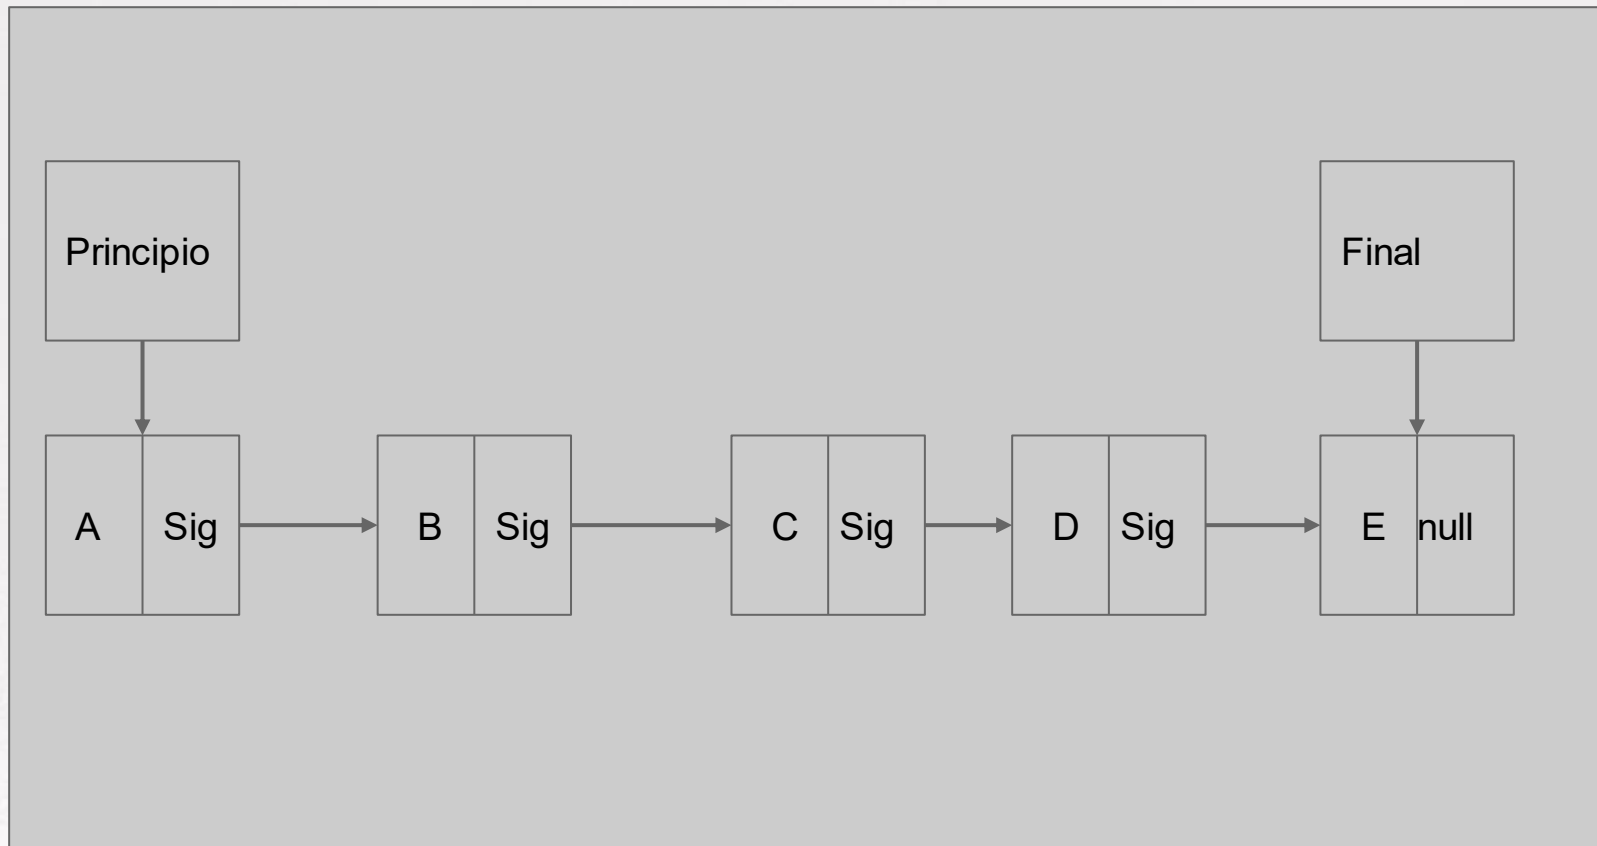 Principio
Final
A Sig
B Sig
C Sig
D Sig
E null